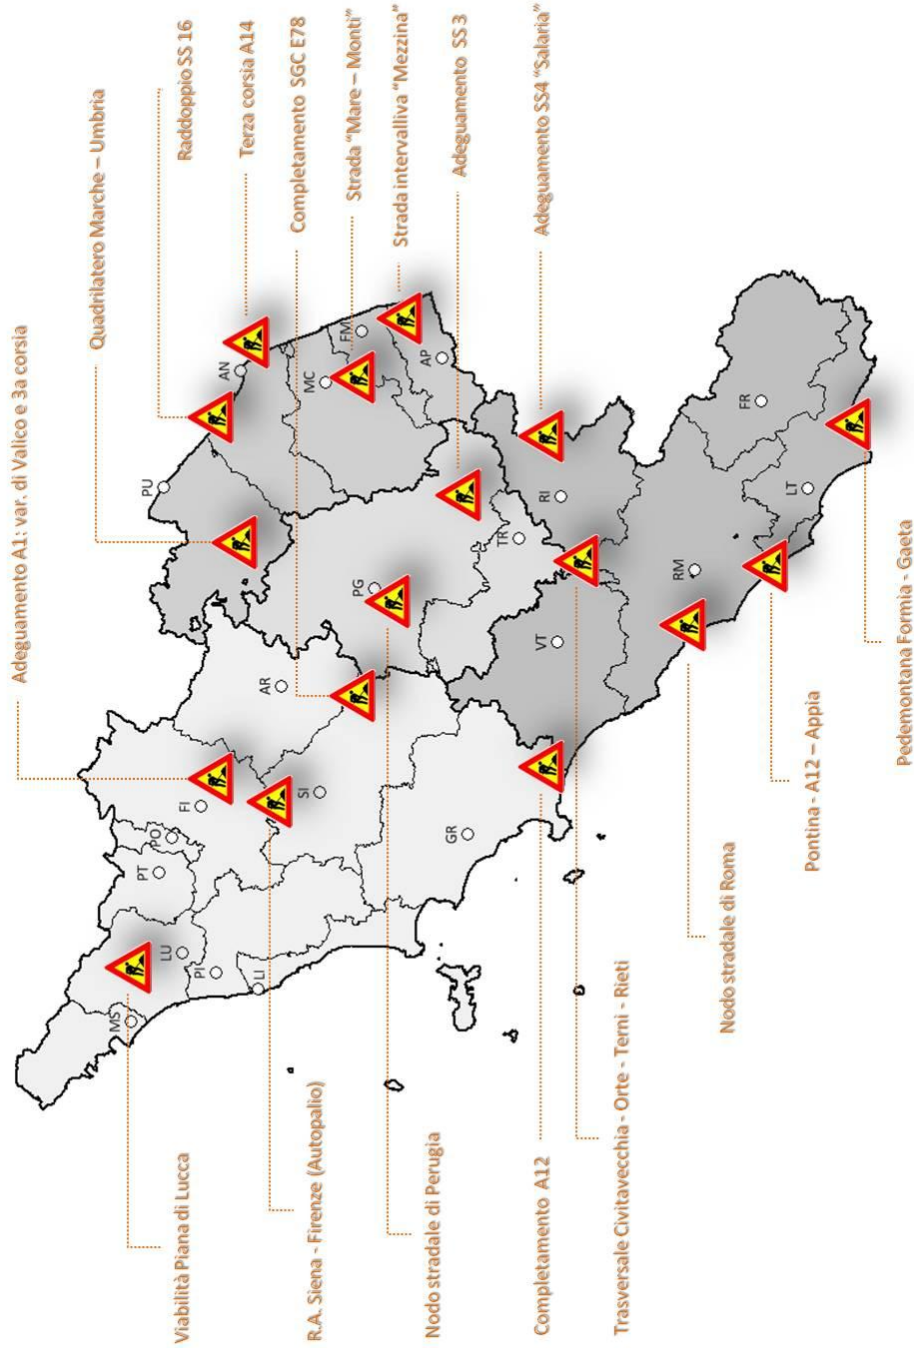 Adeguamento A1: var. di Valico e 3a corsia
Quadrilatero Marche – Umbria
Raddoppio SS 16
Terza corsia A14
Completamento SGC E78
Strada "Mare – Monti"
Strada intervalliva "Mezzina"
Adeguamento SS 3
Adeguamento SS4 "Salaria"
MS
LU
PI
LI
PT
PO
FI
SI
AR
GR
PU
AN
MC
FM
AP
PG
TR
RI
VT
RM
LT
FR
Viabilità Piana di Lucca
R.A. Siena - Firenze (Autopalio)
Nodo stradale di Perugia
Completamento A12
Trasversale Civitavecchia - Orte - Terni - Rieti
Nodo stradale di Roma
Pontina - A12 – Appia
Pedemontana Formia - Gaeta